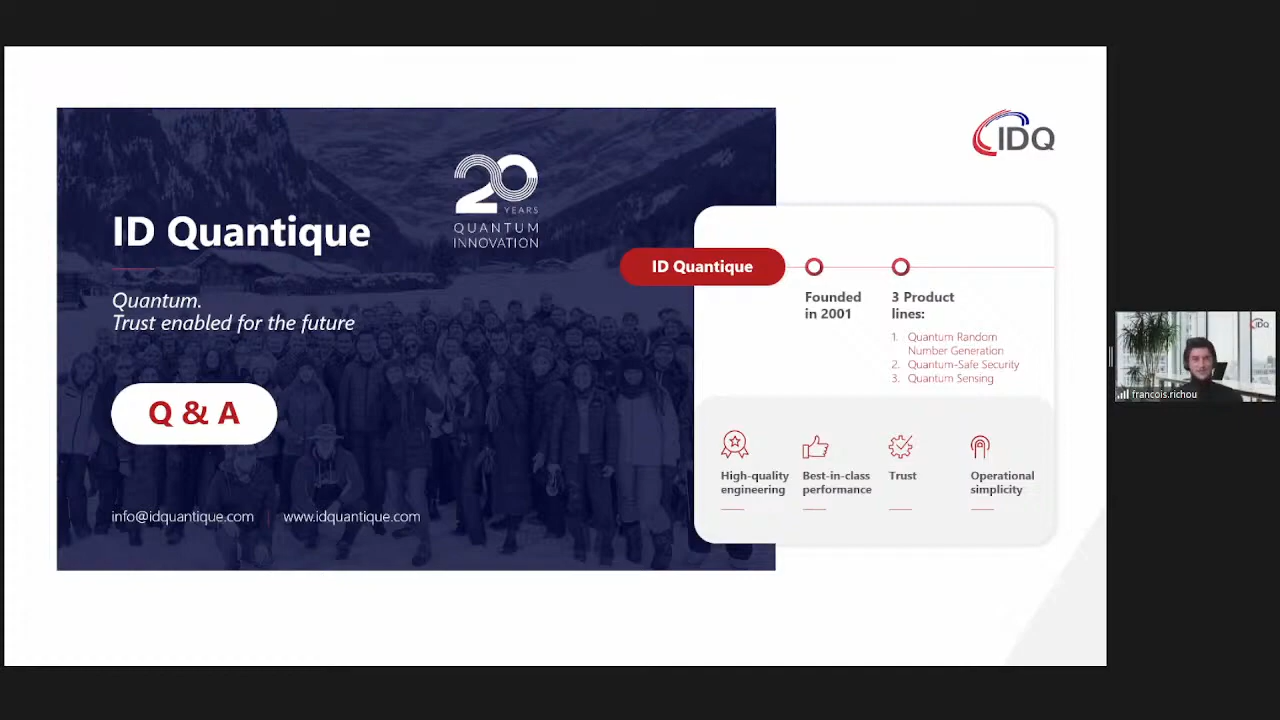 IDQ
20
YEARS
QUANTUM
INNOVATION
ID Quantique
Quantum.
Trust enabled for the future
Q & A
info@idquantique.com | www.idquantique.com
ID Quantique
Founded
in 2001
3 Product
lines:
1. Quantum Random
Number Generation
2. Quantum-Safe Security
3. Quantum Sensing
High-quality
engineering
Best-in-class
performance
Trust
Operational
simplicity
IDQ
francois.richou